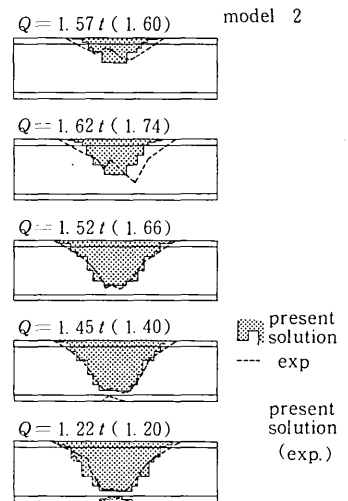 model 2
Q = 1.57 t ( 1.60)
Q = 1.62 t ( 1.74)
Q = 1.52 t ( 1.66)
Q = 1.45 t ( 1.40)
Q = 1.22 t ( 1.20)
present
solution
---- exp
present
solution
(exp.)